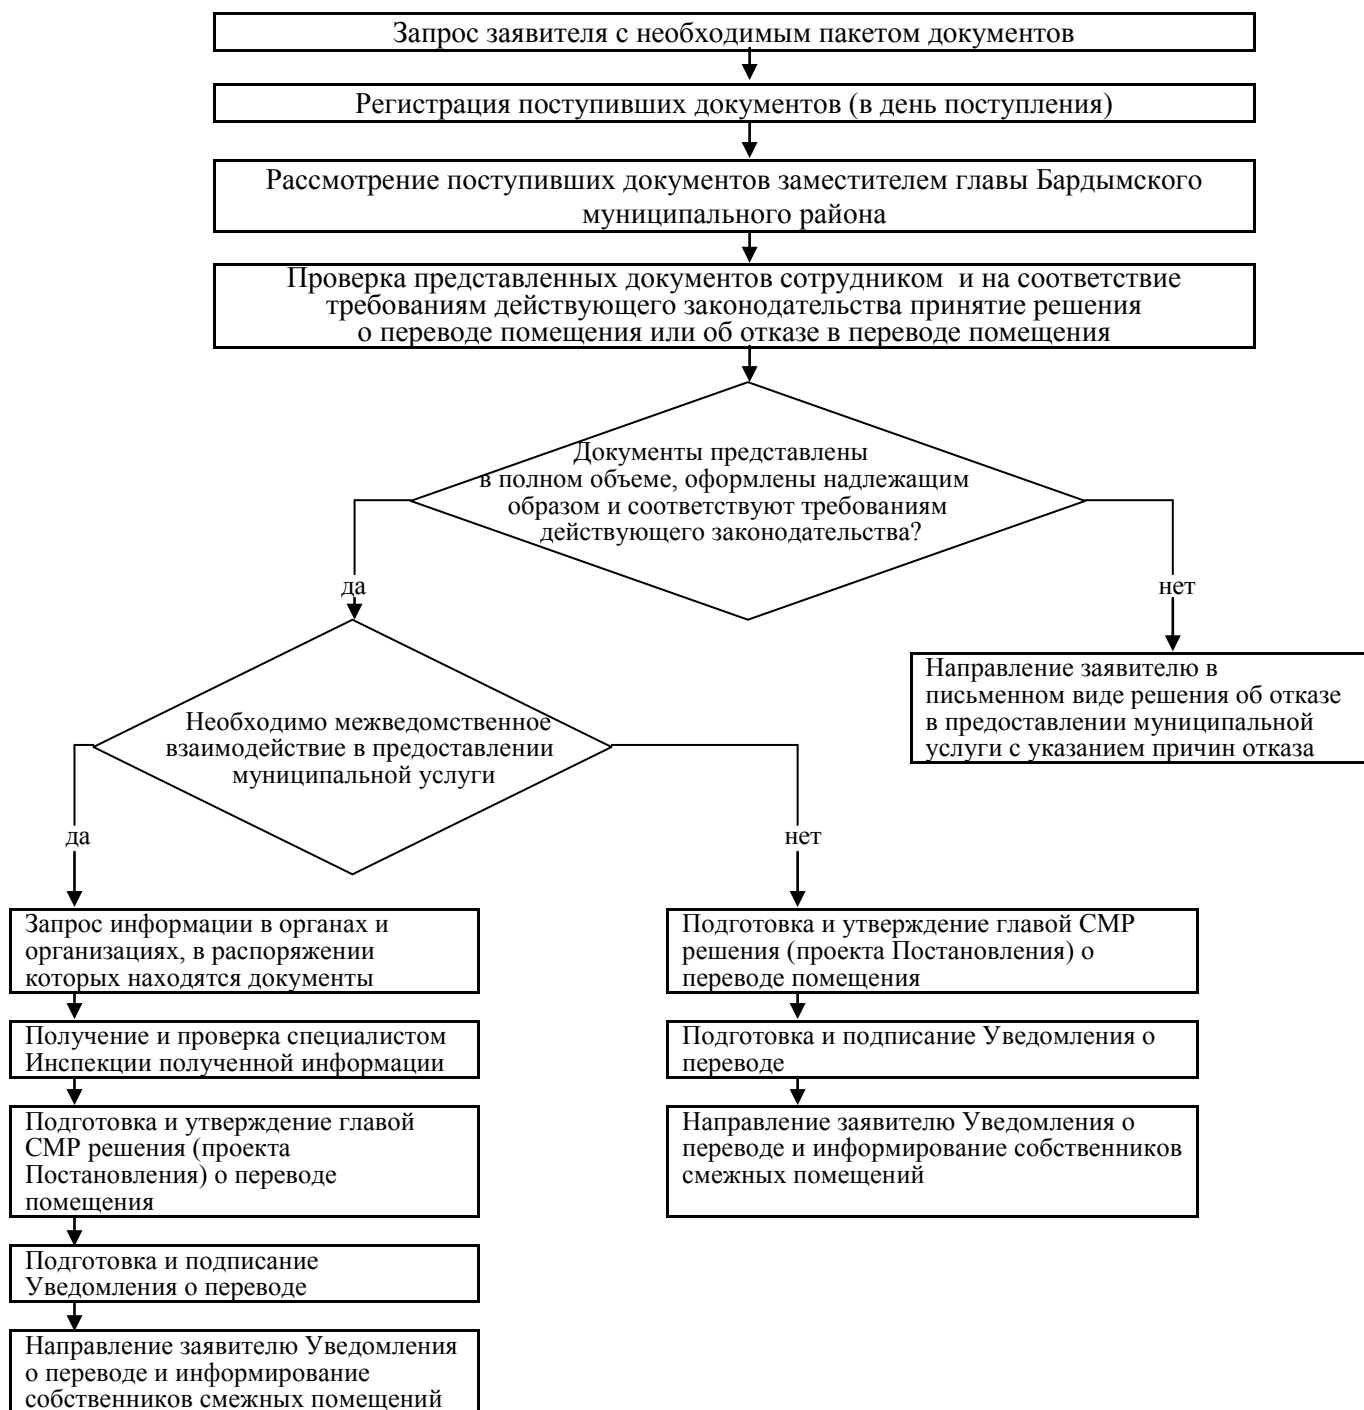 Запрос заявителя с необходимым пакетом документов
Регистрация поступивших документов (в день поступления)
Рассмотрение поступивших документов заместителем главы Бардымского
муниципального района
Проверка представленных документов сотрудником и на соответствие
требованиям действующего законодательства принятие решения
о переводе помещения или об отказе в переводе помещения
Документы представлены
в полном объеме, оформлены надлежащим
образом и соответствуют требованиям
действующего законодательства?
да
нет
Направление заявителю в
письменном виде решения об отказе
в предоставлении муниципальной
услуги с указанием причин отказа
Необходимо межведомственное
взаимодействие в предоставлении
муниципальной услуги
да
нет
Запрос информации в органах и
организациях, в распоряжении
которых находятся документы
Получение и проверка специалистом
Инспекции полученной информации
Подготовка и утверждение главой
СМР решения (проекта
Постановления) о переводе
помещения
Подготовка и подписание
Уведомления о переводе
Направление заявителю Уведомления
о переводе и информирование
собственников смежных помещений
Подготовка и утверждение главой СМР
решения (проекта Постановления) о
переводе помещения
Подготовка и подписание Уведомления о
переводе
Направление заявителю Уведомления о
переводе и информирование собственников
смежных помещений